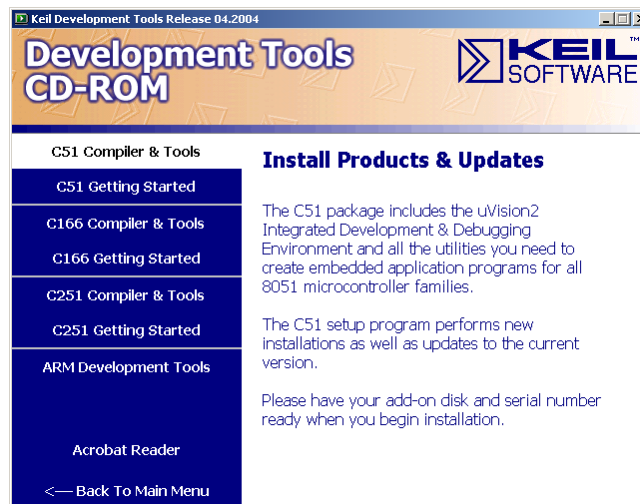 Keil Development Tools Release 04.2004
Development Tools
CD-ROM
KEIL™
SOFTWARE
C51 Compiler & Tools
C51 Getting Started
C166 Compiler & Tools
C166 Getting Started
C251 Compiler & Tools
C251 Getting Started
ARM Development Tools
Acrobat Reader
<— Back To Main Menu
Install Products & Updates
The C51 package includes the uVision2
Integrated Development & Debugging
Environment and all the utilities you need to
create embedded application programs for all
8051 microcontroller families.
The C51 setup program performs new
installations as well as updates to the current
version.
Please have your add-on disk and serial number
ready when you begin installation.